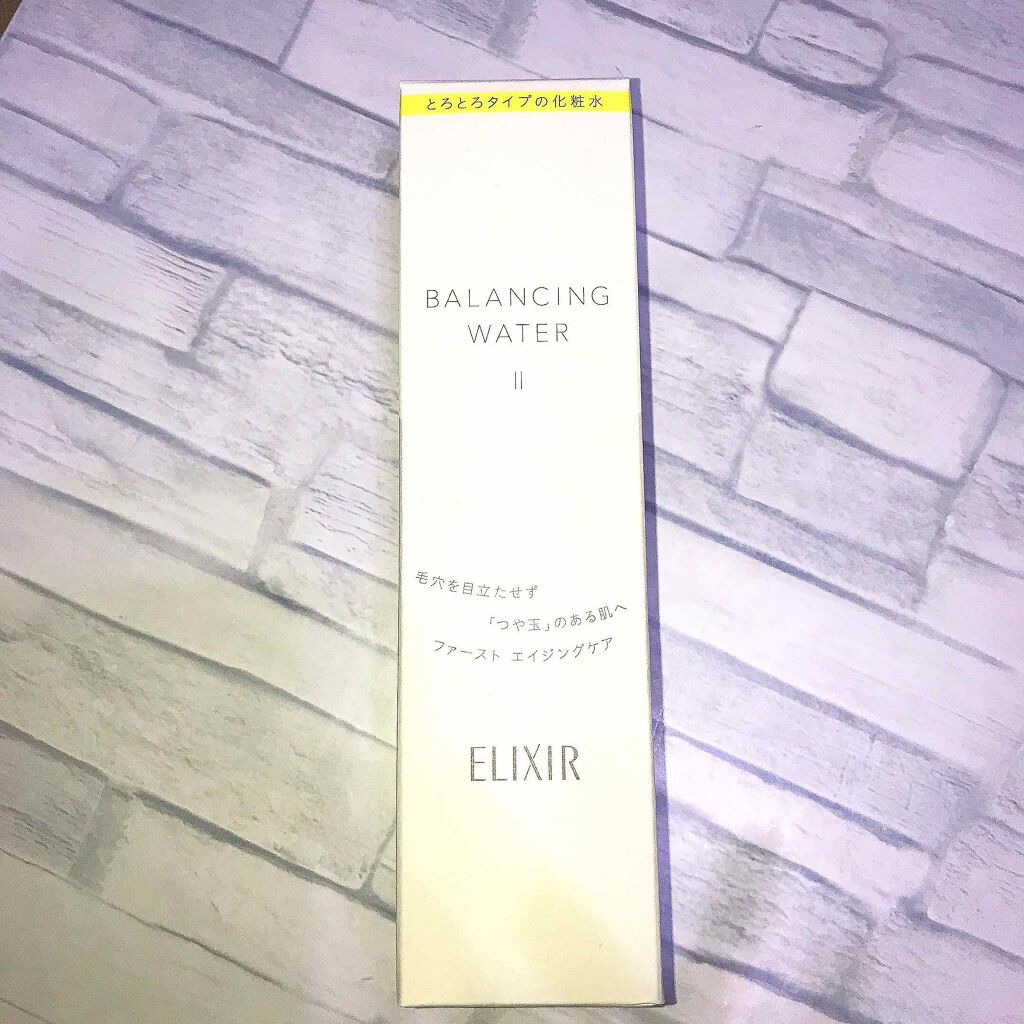 とろとろタイプの化粧水
BALANCING
WATER
II
毛穴を目立たせず
「つや玉」のある肌へ
ファースト エイジングケア
ELIXIR